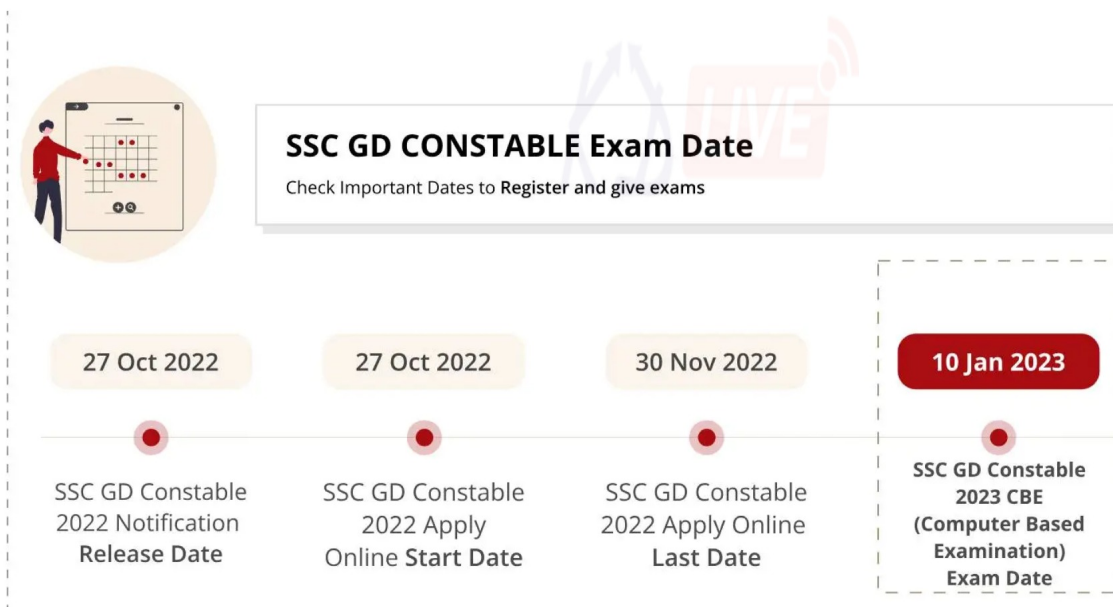 LIVE
SSC GD CONSTABLE Exam Date
Check Important Dates to Register and give exams
27 Oct 2022
27 Oct 2022
30 Nov 2022
10 Jan 2023
SSC GD Constable
2022 Notification
Release Date
SSC GD Constable
2022 Apply
Online Start Date
SSC GD Constable
2022 Apply Online
Last Date
SSC GD Constable
2023 CBE
(Computer Based
Examination)
Exam Date